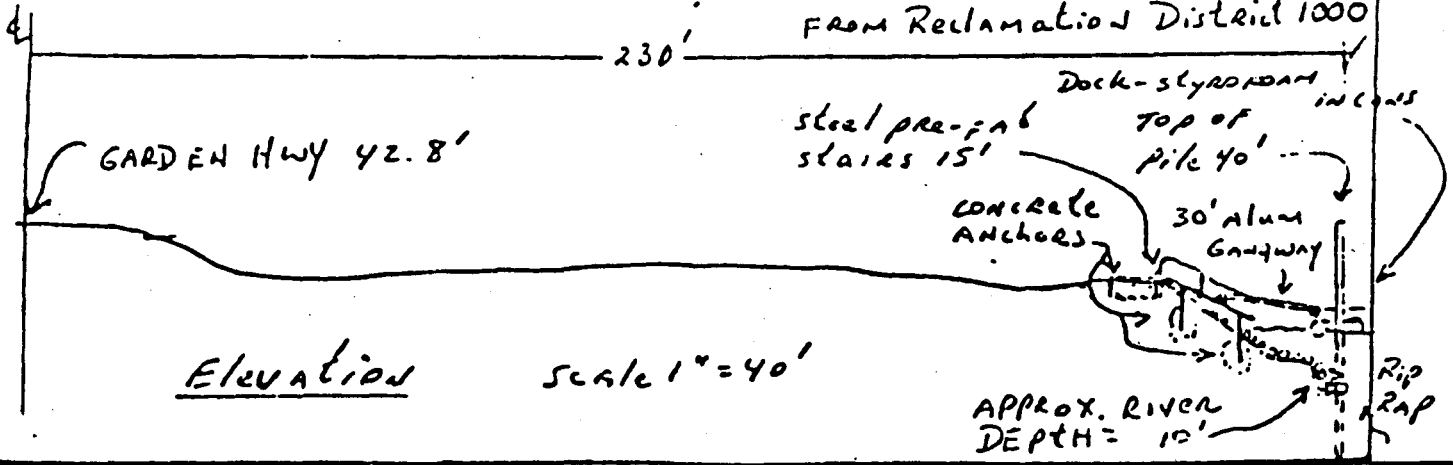 FROM Reclamation District 1000
230'
Dock-styrofoam
in cans
steel pre-fab
stairs 15'
TOP OF
pile 40'
GARDEN HWY 42.8'
CONCRETE
ANCHORS
30' Alum
GANGWAY
Elevation
Scale 1" = 40'
Rip
RAP
APPROX. RIVER
DEPTH = 10'